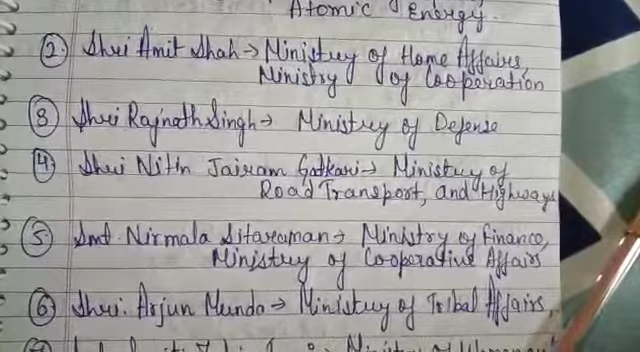 Atomic Energy.
② Shri Amit Shah → Ministry of Home Affairs,
Ministry of Cooperation
③ Shri Rajnath Singh → Ministry of Defense
④ Shri Nitin Jairam Gadkari → Ministry of
Road Transport, and Highways
⑤ Smt. Nirmala Sitaraman → Ministry of Finance,
Ministry of Cooperative Affairs
⑥ Shri. Arjun Munda → Ministry of Tribal Affairs,